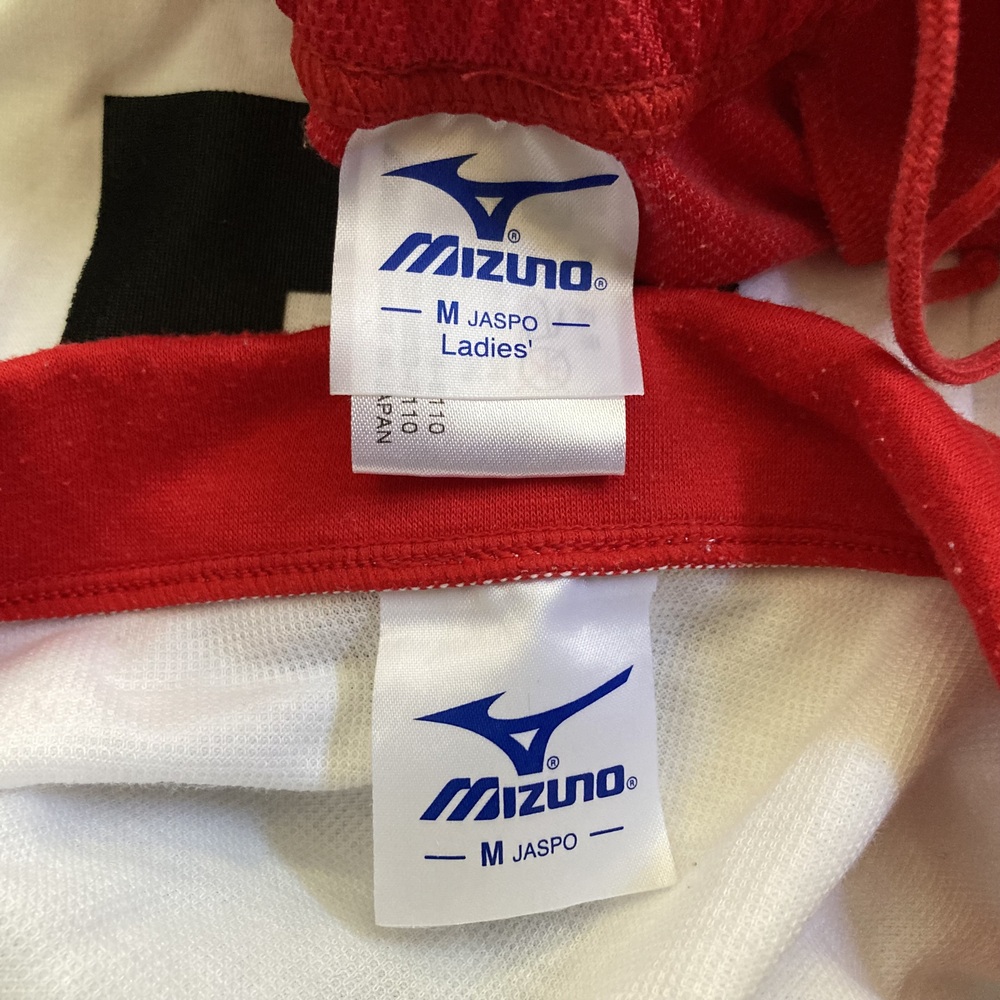 MIZUNO®
M JASPO
Ladies'
110
110
APAN
MIZUNO®
M JASPO